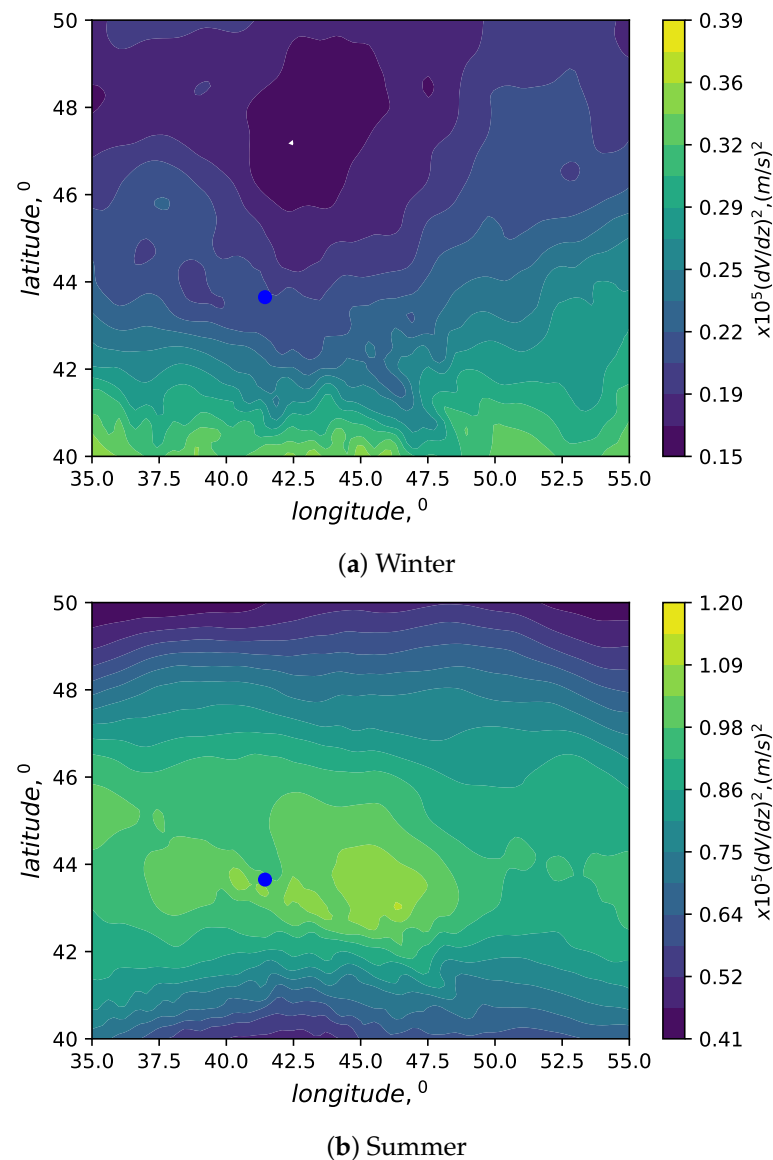 50
48
46
44
42
40
latitude, ⁰
35.0 37.5 40.0 42.5 45.0 47.5 50.0 52.5 55.0
longitude, ⁰
0.39
0.36
0.32
0.29
0.25
0.22
0.19
0.15
x10⁵(dV/dz)²,(m/s)²
(a) Winter
50
48
46
44
42
40
latitude, ⁰
35.0 37.5 40.0 42.5 45.0 47.5 50.0 52.5 55.0
longitude, ⁰
1.20
1.09
0.98
0.86
0.75
0.64
0.52
0.41
x10⁵(dV/dz)²,(m/s)²
(b) Summer